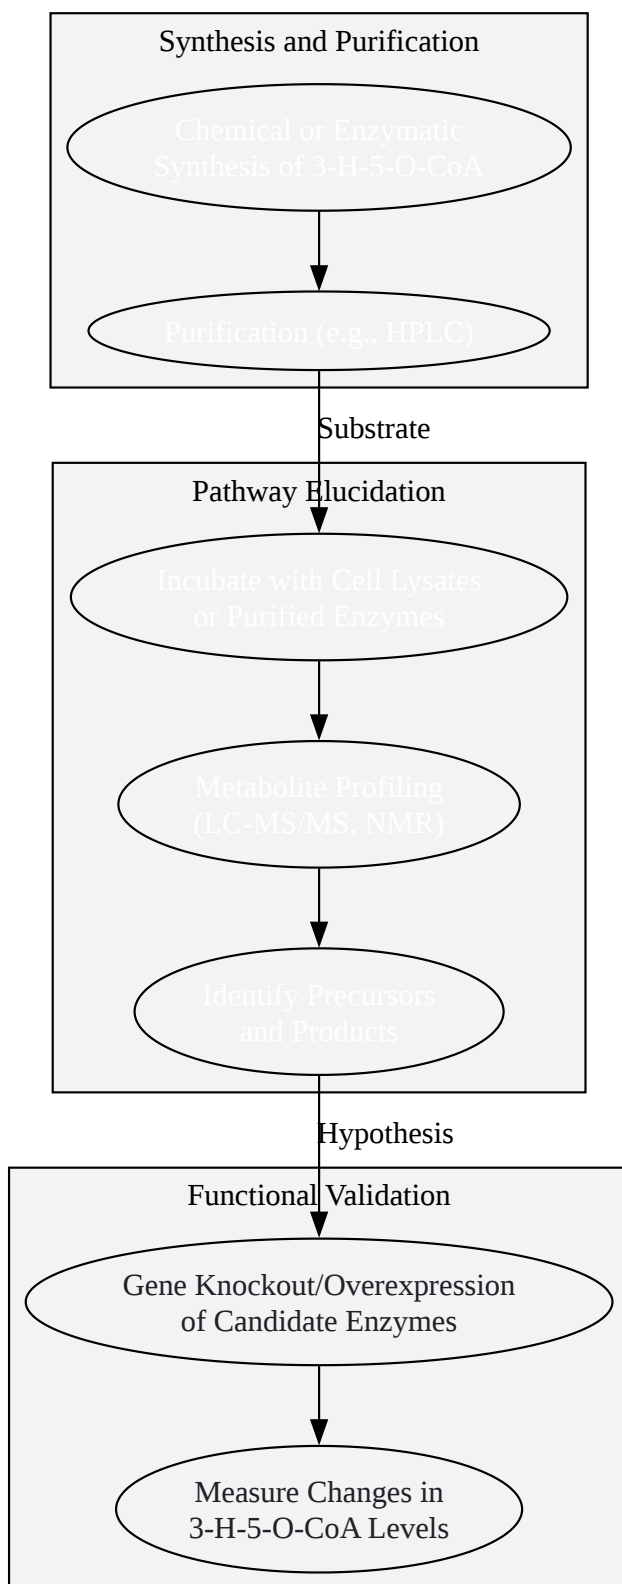 Synthesis and Purification
Chemical or Enzymatic
Synthesis of 3-H-5-O-CoA
Purification (e.g., HPLC)
Substrate
Pathway Elucidation
Incubate with Cell Lysates
or Purified Enzymes
Metabolite Profiling
(LC-MS/MS, NMR)
Identify Precursors
and Products
Hypothesis
Functional Validation
Gene Knockout/Overexpression
of Candidate Enzymes
Measure Changes in
3-H-5-O-CoA Levels